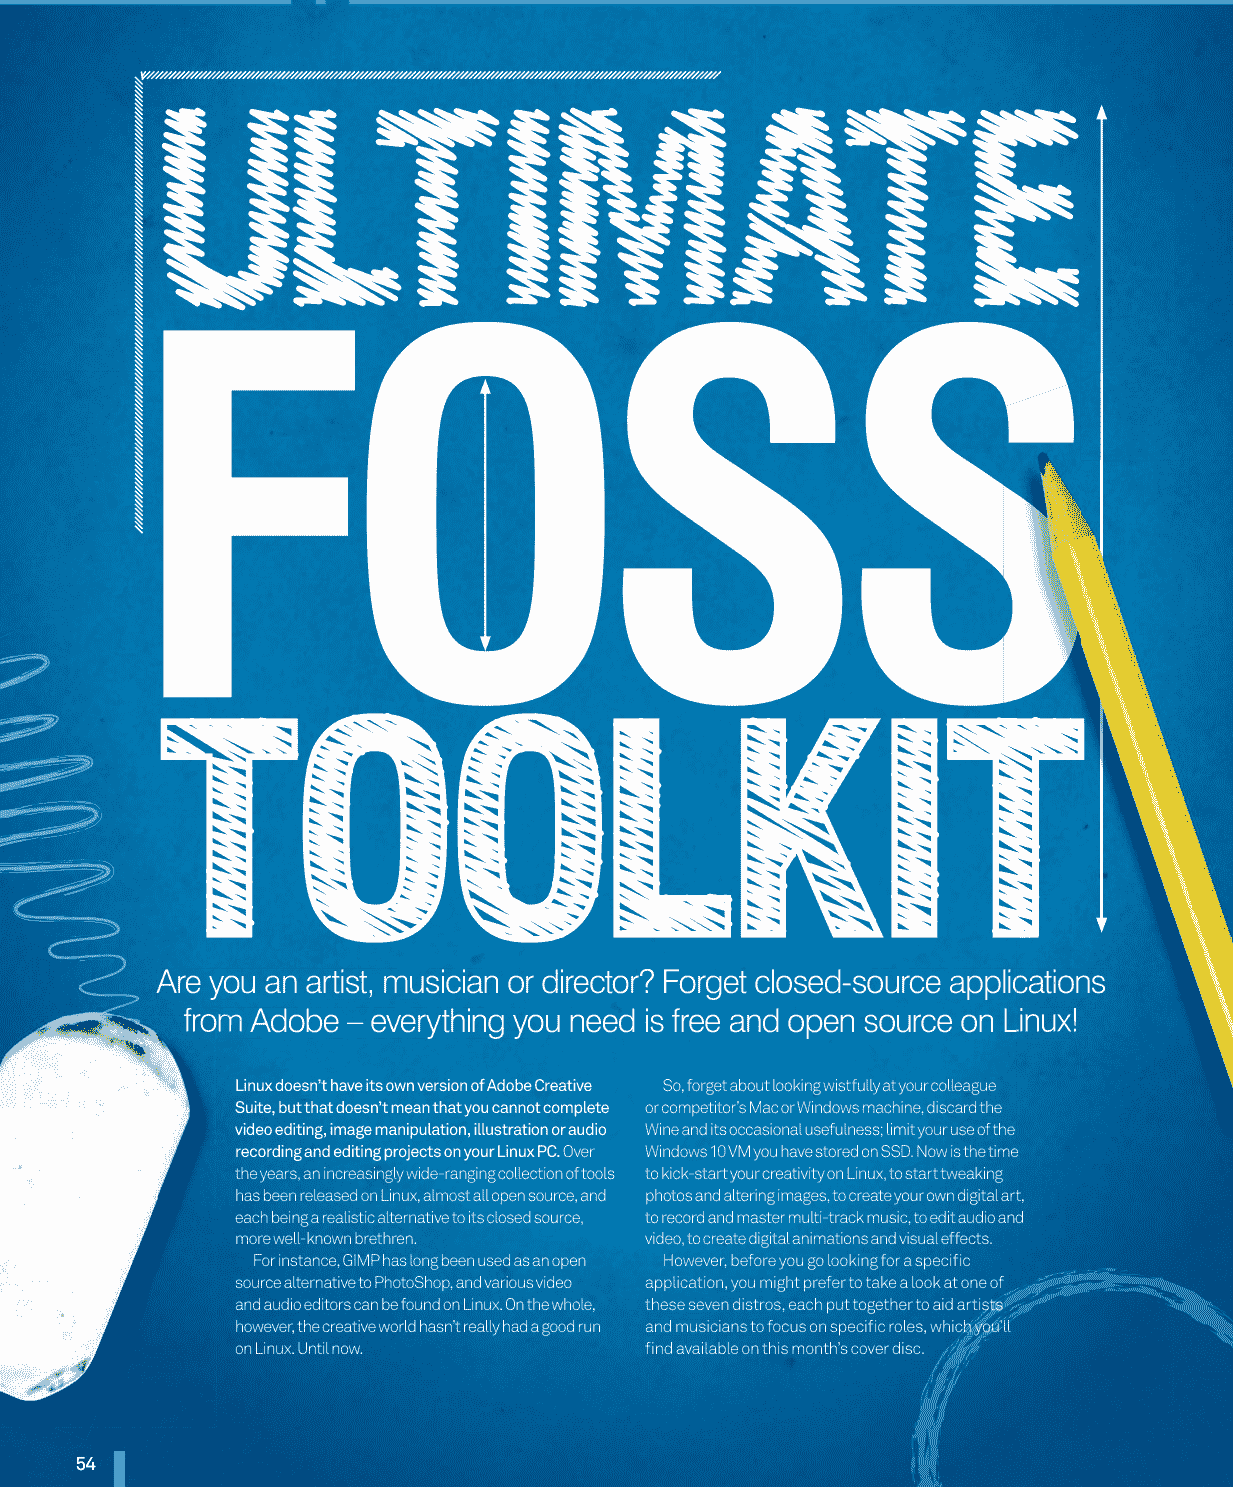 ULTIMATE
FOSS
TOOLKIT
Are you an artist, musician or director? Forget closed-source applications
from Adobe – everything you need is free and open source on Linux!
Linux doesn't have its own version of Adobe Creative
Suite, but that doesn't mean that you cannot complete
video editing, image manipulation, illustration or audio
recording and editing projects on your Linux PC. Over
the years, an increasingly wide-ranging collection of tools
has been released on Linux, almost all open source, and
each being a realistic alternative to its closed source,
more well-known brethren.
For instance, GIMP has long been used as an open
source alternative to PhotoShop, and various video
and audio editors can be found on Linux. On the whole,
however, the creative world hasn't really had a good run
on Linux. Until now.
So, forget about looking wistfully at your colleague
or competitor's Mac or Windows machine, discard the
Wine and its occasional usefulness; limit your use of the
Windows 10 VM you have stored on SSD. Now is the time
to kick-start your creativity on Linux, to start tweaking
photos and altering images, to create your own digital art,
to record and master multi-track music, to edit audio and
video, to create digital animations and visual effects.
However, before you go looking for a specific
application, you might prefer to take a look at one of
these seven distros, each put together to aid artists
and musicians to focus on specific roles, which you'll
find available on this month's cover disc.
54